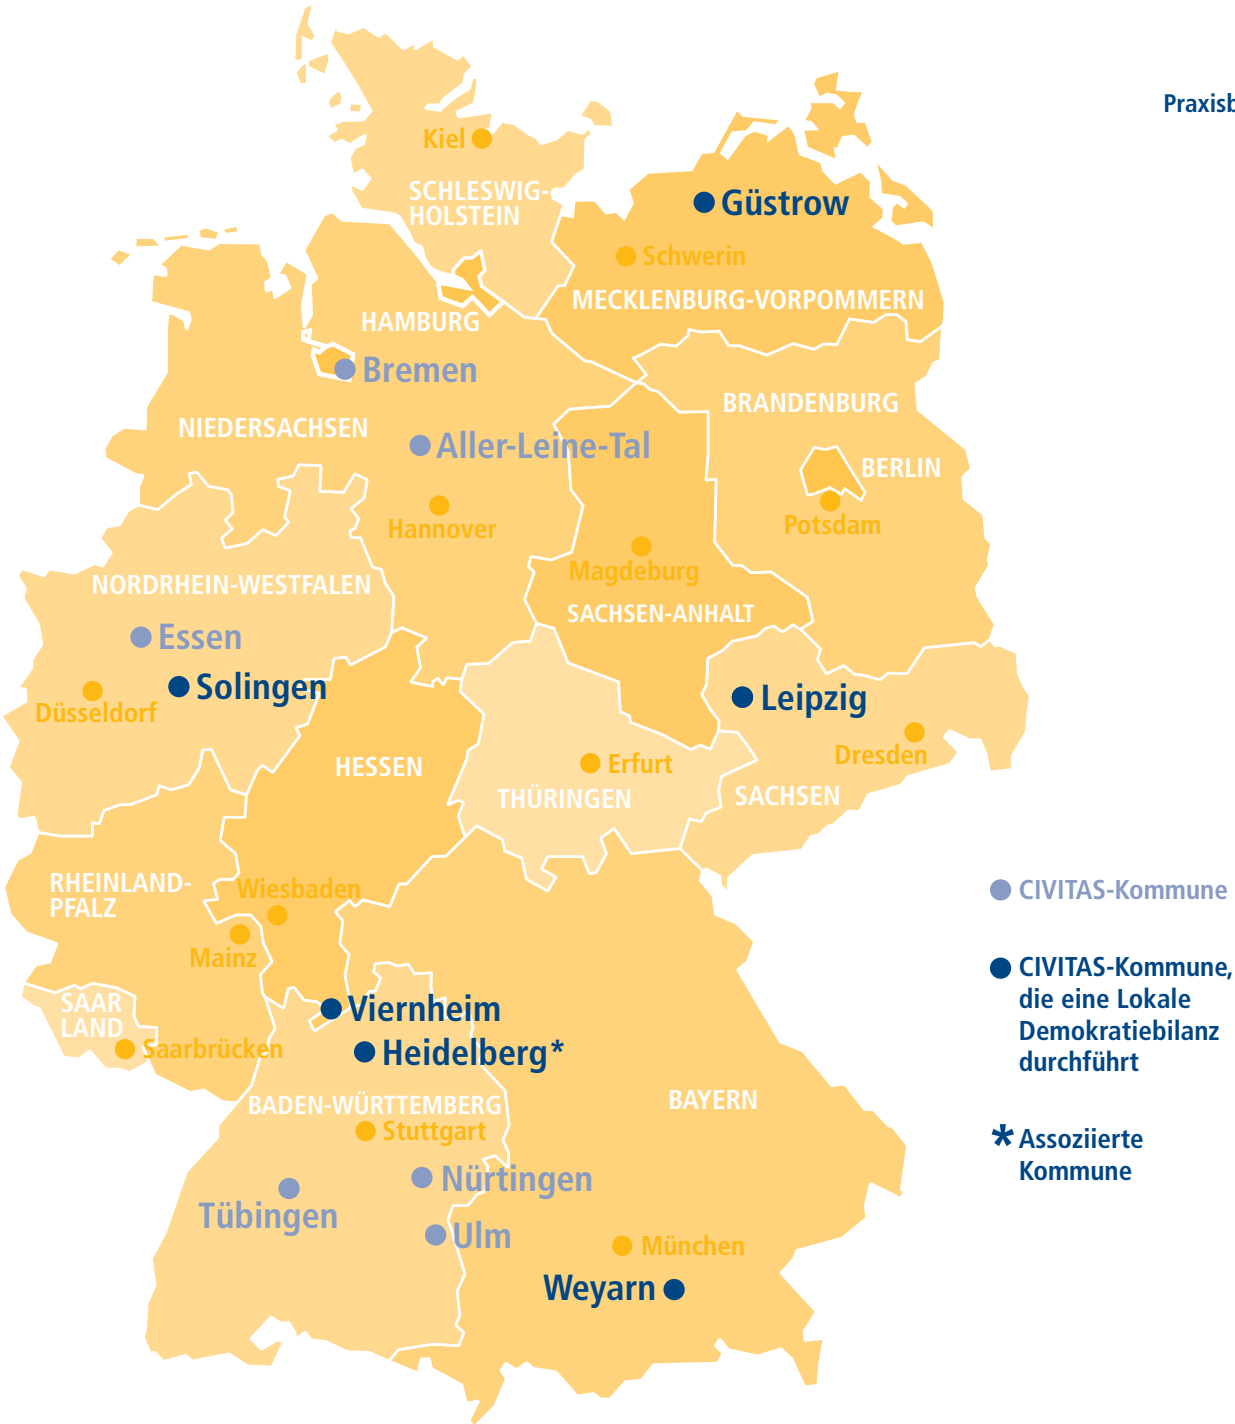 Praxisb
Kiel
SCHLESWIG-
HOLSTEIN
Güstrow
Schwerin
MECKLENBURG-VORPOMMERN
HAMBURG
Bremen
BRANDENBURG
NIEDERSACHSEN
Aller-Leine-Tal
BERLIN
Hannover
Potsdam
Magdeburg
NORDRHEIN-WESTFALEN
SACHSEN-ANHALT
Essen
Solingen
Leipzig
Düsseldorf
Dresden
HESSEN
Erfurt
THÜRINGEN
SACHSEN
RHEINLAND-
PFALZ
Wiesbaden
Mainz
SAAR
LAND
Saarbrücken
Viernheim
Heidelberg*
BADEN-WÜRTTEMBERG
BAYERN
Stuttgart
Nürtingen
Tübingen
Ulm
München
Weyarn
CIVITAS-Kommune
CIVITAS-Kommune,
die eine Lokale
Demokratiebilanz
durchführt
* Assoziierte
Kommune